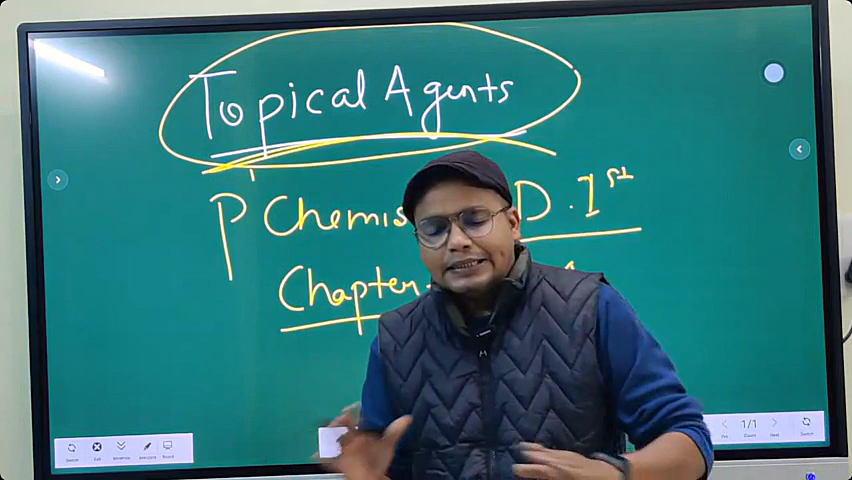 Topical Agents
P Chemis D. Ist
Chapter-
1/1